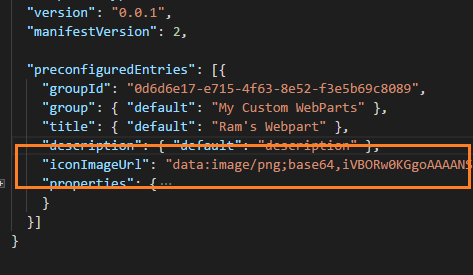 "version": "0.0.1",
"manifestVersion": 2,
"preconfiguredEntries": [{
"groupId": "0d6d6e17-e715-4f63-8e52-f3e5b69c8089",
"group": { "default": "My Custom WebParts" },
"title": { "default": "Ram's Webpart" },
"description": { "default": "description" },
"iconImageUrl": "data:image/png;base64,iVBORw0KGgoAAAANS
"properties": {…
}
}]
}